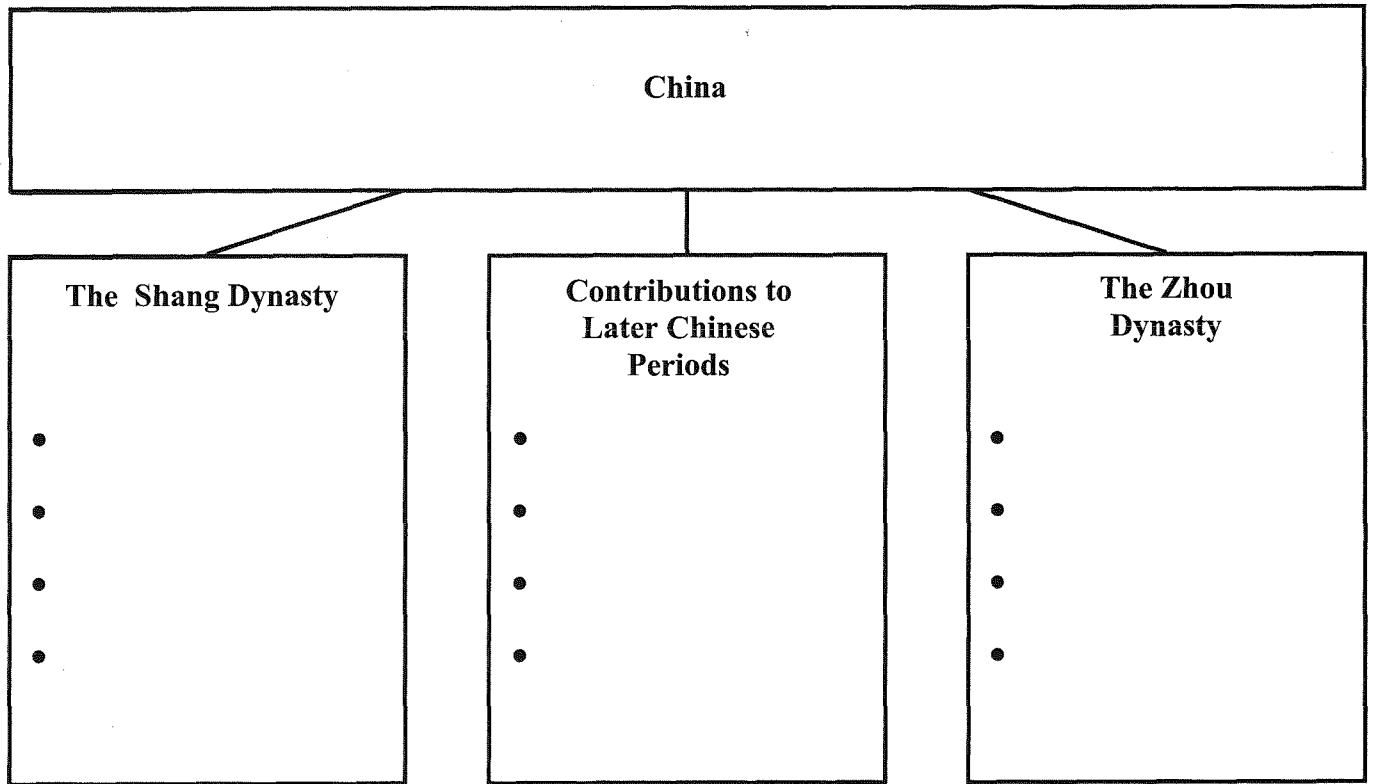 China
The Shang Dynasty
Contributions to
Later Chinese
Periods
The Zhou
Dynasty